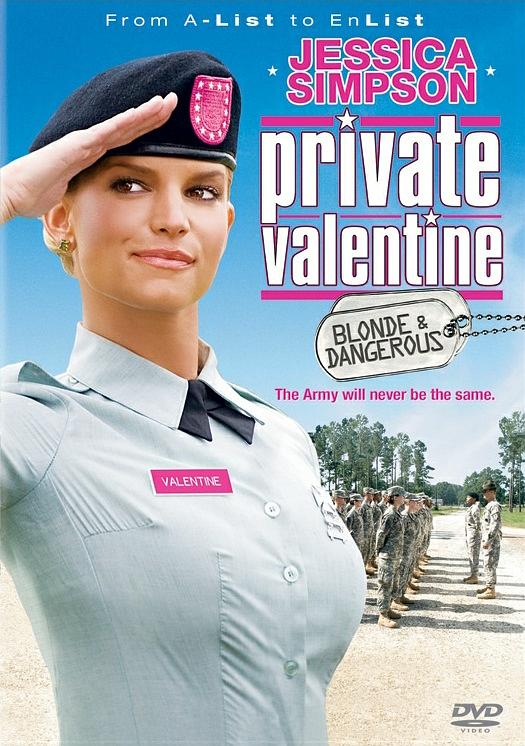 From A-List to EnList
JESSICA
SIMPSON
private
valentine
BLONDE &
DANGEROUS
The Army will never be the same.
VALENTINE
DVD
VIDEO